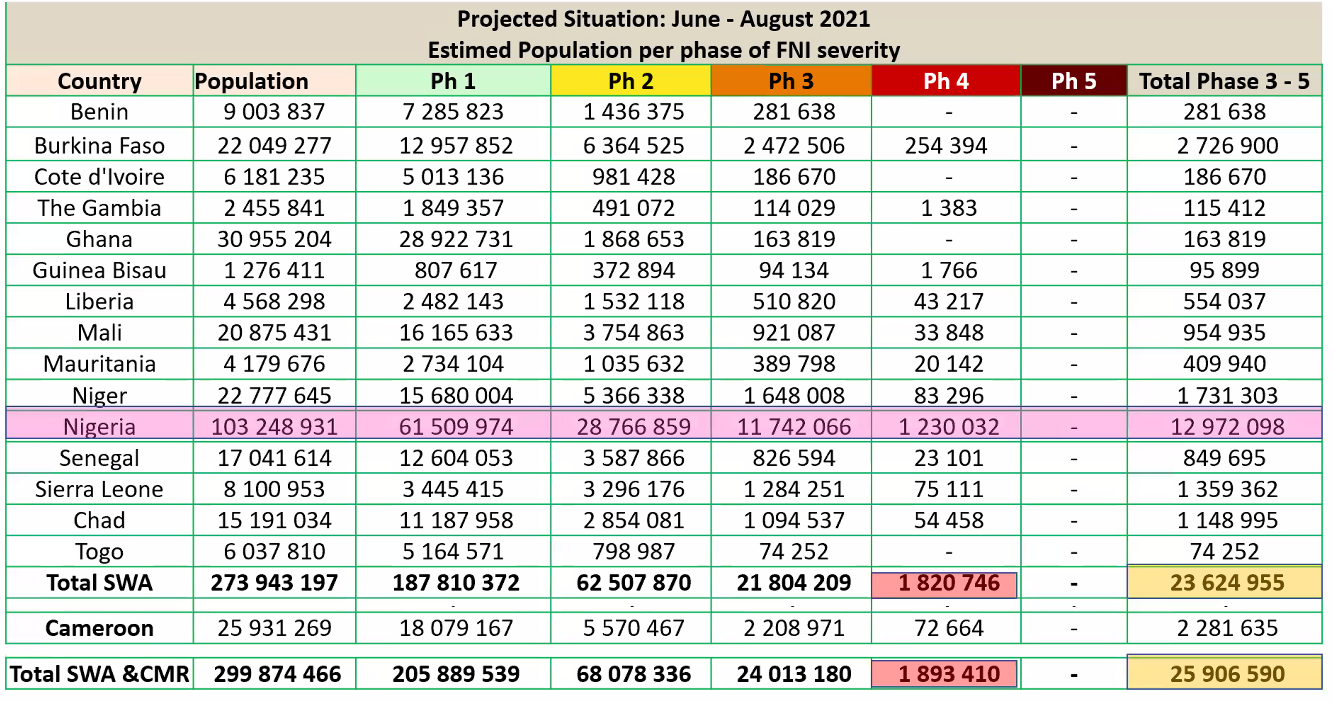 Projected Situation: June - August 2021
Estimed Population per phase of FNI severity
Country Population Ph 1 Ph 2 Ph 3 Ph 4 Ph 5 Total Phase 3 - 5
Benin 9 003 837 7 285 823 1 436 375 281 638 - - 281 638
Burkina Faso 22 049 277 12 957 852 6 364 525 2 472 506 254 394 - 2 726 900
Cote d'Ivoire 6 181 235 5 013 136 981 428 186 670 - - 186 670
The Gambia 2 455 841 1 849 357 491 072 114 029 1 383 - 115 412
Ghana 30 955 204 28 922 731 1 868 653 163 819 - - 163 819
Guinea Bisau 1 276 411 807 617 372 894 94 134 1 766 - 95 899
Liberia 4 568 298 2 482 143 1 532 118 510 820 43 217 - 554 037
Mali 20 875 431 16 165 633 3 754 863 921 087 33 848 - 954 935
Mauritania 4 179 676 2 734 104 1 035 632 389 798 20 142 - 409 940
Niger 22 777 645 15 680 004 5 366 338 1 648 008 83 296 - 1 731 303
Nigeria 103 248 931 61 509 974 28 766 859 11 742 066 1 230 032 - 12 972 098
Senegal 17 041 614 12 604 053 3 587 866 826 594 23 101 - 849 695
Sierra Leone 8 100 953 3 445 415 3 296 176 1 284 251 75 111 - 1 359 362
Chad 15 191 034 11 187 958 2 854 081 1 094 537 54 458 - 1 148 995
Togo 6 037 810 5 164 571 798 987 74 252 - - 74 252
Total SWA 273 943 197 187 810 372 62 507 870 21 804 209 1 820 746 - 23 624 955
- - - - - -
Cameroon 25 931 269 18 079 167 5 570 467 2 208 971 72 664 - 2 281 635
Total SWA &CMR 299 874 466 205 889 539 68 078 336 24 013 180 1 893 410 - 25 906 590